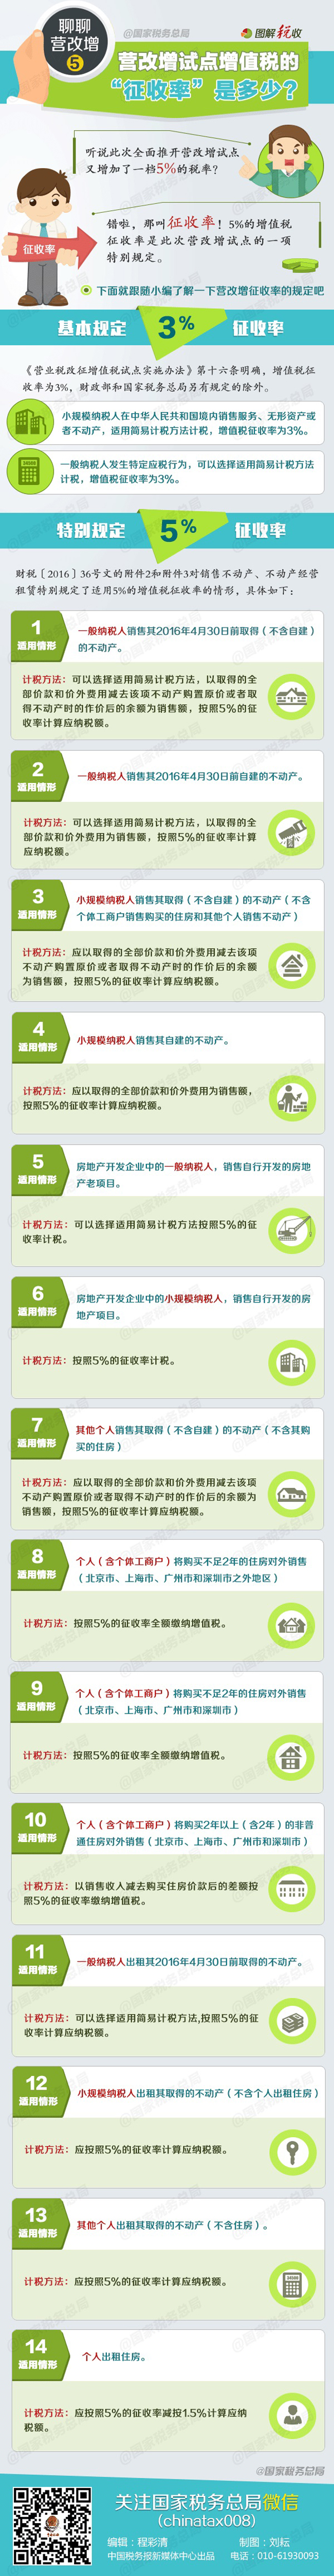 聊聊
营改增
5
@国家税务总局
图解税收
营改增试点增值税的
“征收率”是多少?
听说此次全面推开营改增试点
又增加了一档5%的税率?
错啦，那叫征收率！5%的增值税
征收率是此次营改增试点的一项
特别规定。
征收率
下面就跟随小编了解一下营改增征收率的规定吧
基本规定 3% 征收率
《营业税改征增值税试点实施办法》第十六条明确，增值税征
收率为3%，财政部和国家税务总局另有规定的除外。
小规模纳税人在中华人民共和国境内销售服务、无形资产或
者不动产，适用简易计税方法计税，增值税征收率为3%。
一般纳税人发生特定应税行为，可以选择适用简易计税方法
计税，增值税征收率为3%。
特别规定 5% 征收率
财税〔2016〕36号文的附件2和附件3对销售不动产、不动产经营
租赁特别规定了适用5%的增值税征收率的情形，具体如下：
1
适用情形
一般纳税人销售其2016年4月30日前取得（不含自建）
的不动产。
计税方法：可以选择适用简易计税方法，以取得的全
部价款和价外费用减去该项不动产购置原价或者取
得不动产时的作价后的余额为销售额，按照5%的征
收率计算应纳税额。
2
适用情形
一般纳税人销售其2016年4月30日前自建的不动产。
计税方法：可以选择适用简易计税方法，以取得的全
部价款和价外费用为销售额，按照5%的征收率计算
应纳税额。
3
适用情形
小规模纳税人销售其取得（不含自建）的不动产（不含
个体工商户销售购买的住房和其他个人销售不动产）
计税方法：应以取得的全部价款和价外费用减去该项
不动产购置原价或者取得不动产时的作价后的余额
为销售额，按照5%的征收率计算应纳税额。
4
适用情形
小规模纳税人销售其自建的不动产。
计税方法：应以取得的全部价款和价外费用为销售额，
按照5%的征收率计算应纳税额。
5
适用情形
房地产开发企业中的一般纳税人，销售自行开发的房地
产老项目。
计税方法：可以选择适用简易计税方法按照5%的征
收率计税。
6
适用情形
房地产开发企业中的小规模纳税人，销售自行开发的房
地产项目。
计税方法：按照5%的征收率计税。
7
适用情形
其他个人销售其取得（不含自建）的不动产（不含其购
买的住房）
计税方法：应以取得的全部价款和价外费用减去该项
不动产购置原价或者取得不动产时的作价后的余额为
销售额，按照5%的征收率计算应纳税额。
8
适用情形
个人（含个体工商户）将购买不足2年的住房对外销售
（北京市、上海市、广州市和深圳市之外地区）
计税方法：按照5%的征收率全额缴纳增值税。
9
适用情形
个人（含个体工商户）将购买不足2年的住房对外销售
（北京市、上海市、广州市和深圳市）
计税方法：按照5%的征收率全额缴纳增值税。
10
适用情形
个人（含个体工商户）将购买2年以上（含2年）的非普
通住房对外销售（北京市、上海市、广州市和深圳市）
计税方法：以销售收入减去购买住房价款后的差额按
照5%的征收率缴纳增值税。
11
适用情形
一般纳税人出租其2016年4月30日前取得的不动产。
计税方法：可以选择适用简易计税方法,按照5%的征
收率计算应纳税额。
12
适用情形
小规模纳税人出租其取得的不动产（不含个人出租住房）
计税方法：应按照5%的征收率计算应纳税额。
13
适用情形
其他个人出租其取得的不动产（不含住房）。
计税方法：应按照5%的征收率计算应纳税额。
14
适用情形
个人出租住房。
计税方法：应按照5%的征收率减按1.5%计算应纳
税额。
@国家税务总局
关注国家税务总局微信
(chinatax008)
编辑：程彩清 制图：刘耘
中国税务报新媒体中心出品 电话：010-61930093